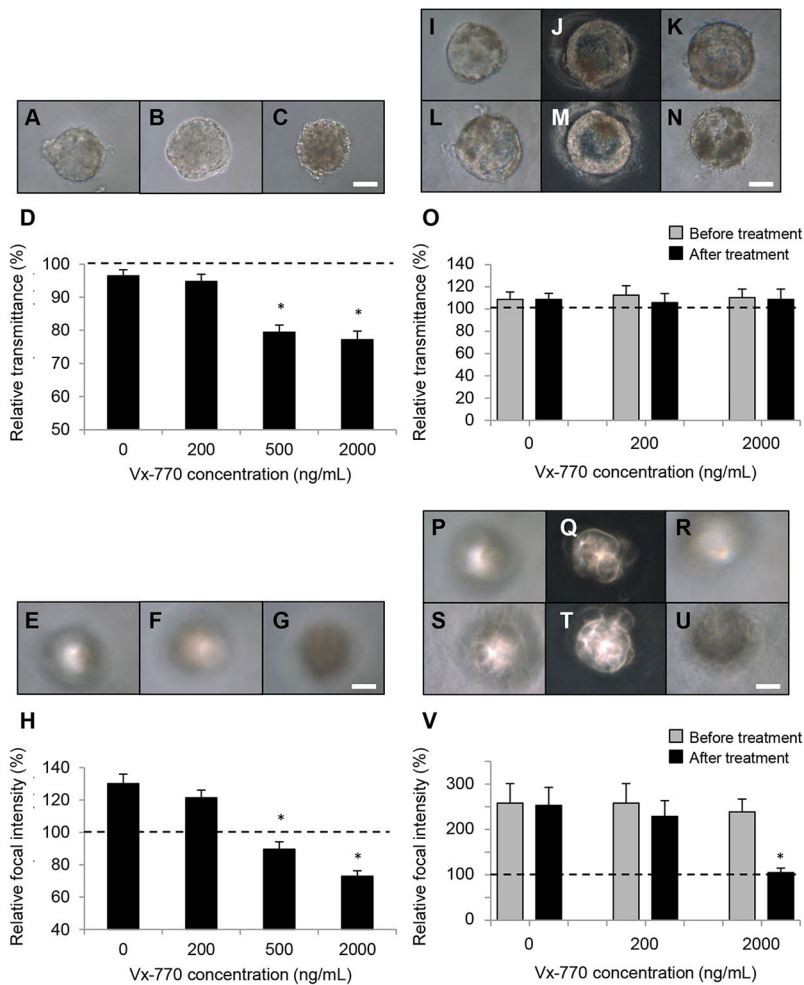 A
B
C
D
Relative transmittance (%)
100
90
80
70
60
50
*
*
0
200
500
2000
Vx-770 concentration (ng/mL)
E
F
G
H
Relative focal intensity (%)
140
120
100
80
60
40
*
*
0
200
500
2000
Vx-770 concentration (ng/mL)
I
J
K
L
M
N
O
Before treatment
After treatment
Relative transmittance (%)
140
120
100
80
60
40
20
0
0
200
2000
Vx-770 concentration (ng/mL)
P
Q
R
S
T
U
V
Before treatment
After treatment
Relative focal intensity (%)
300
200
100
0
*
0
200
2000
Vx-770 concentration (ng/mL)